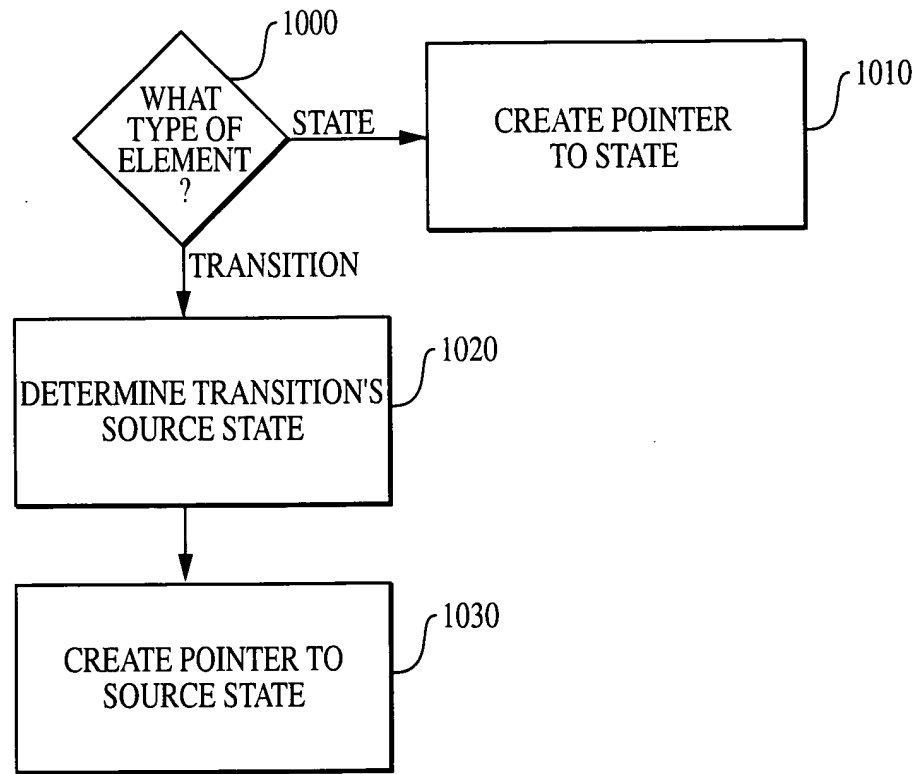 1000
WHAT
TYPE OF
ELEMENT
?
STATE
CREATE POINTER
TO STATE
1010
TRANSITION
DETERMINE TRANSITION'S
SOURCE STATE
1020
CREATE POINTER TO
SOURCE STATE
1030